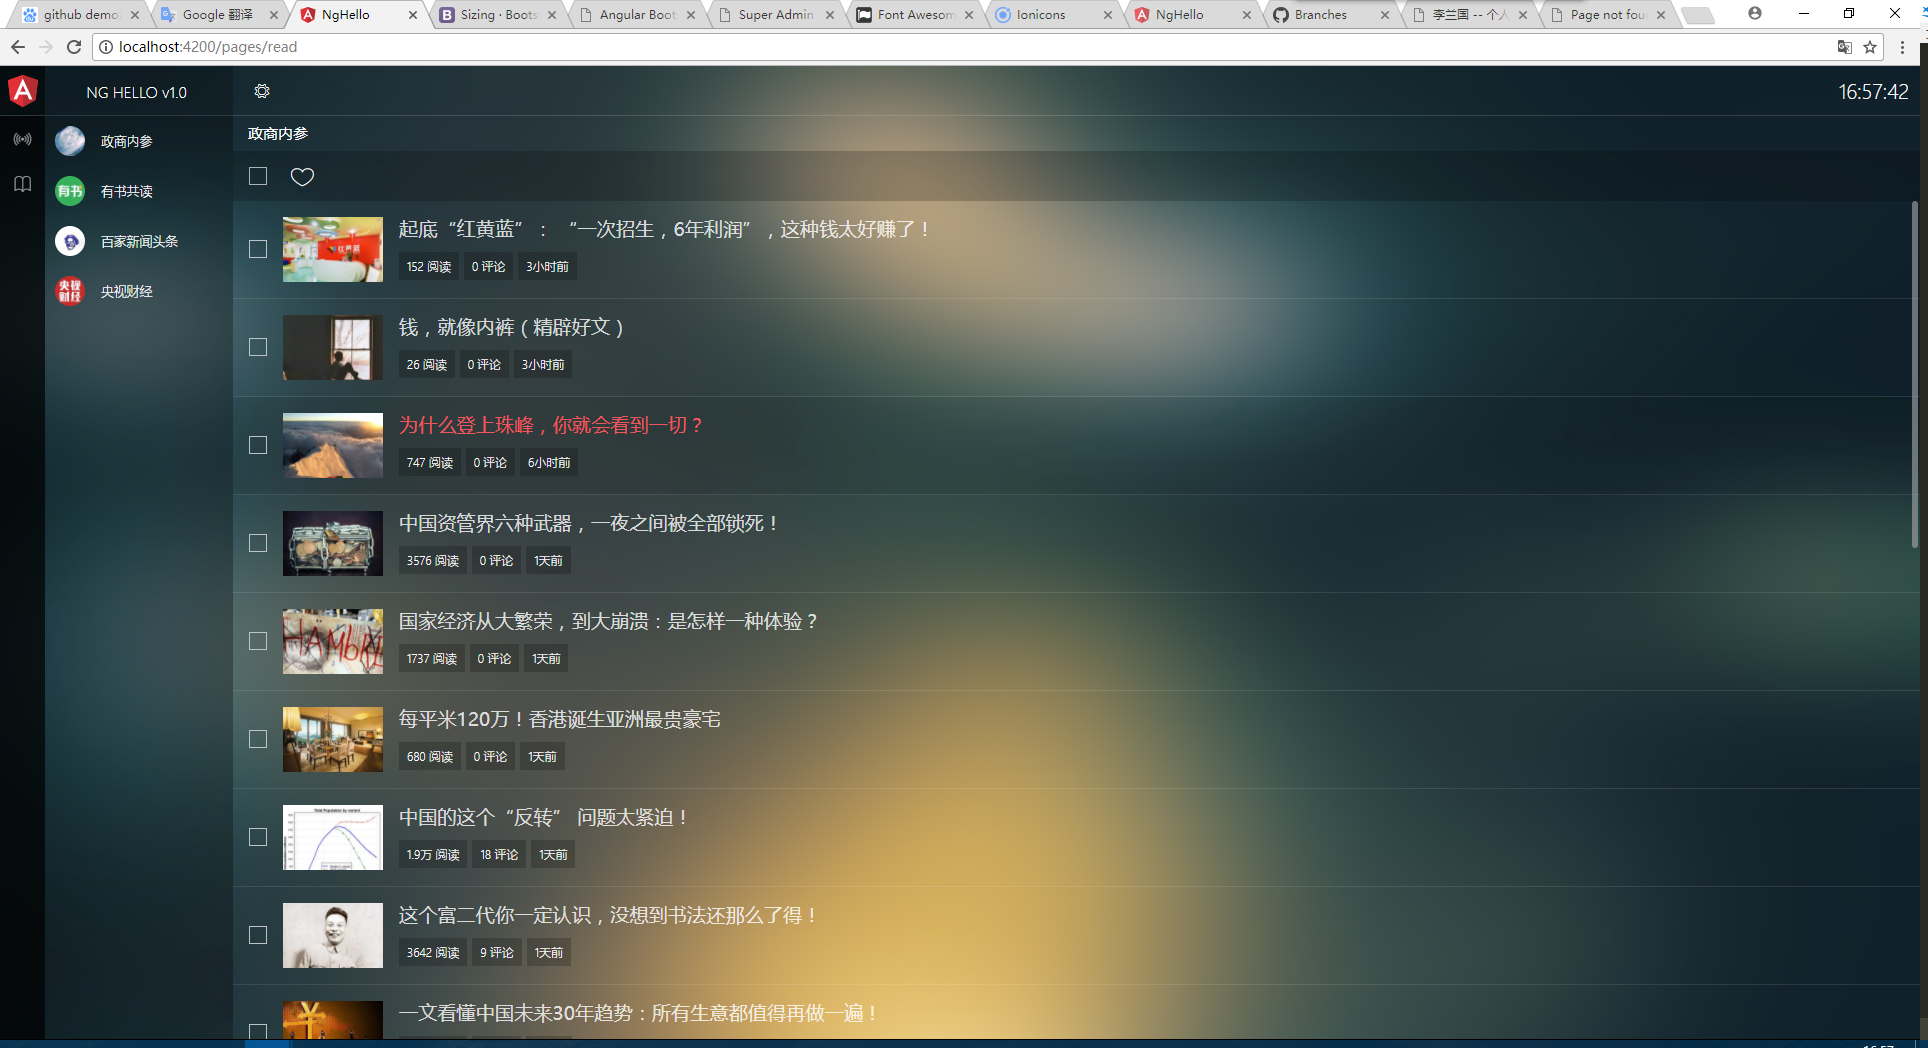 github demo
Google 翻译
NgHello
Sizing · Boots
Angular Boot
Super Admin
Font Awesom
Ionicons
NgHello
Branches
李兰国 -- 个人
Page not fou
localhost:4200/pages/read
NG HELLO v1.0
16:57:42
政商内参
有书
有书共读
百家新闻头条
央视
财经
央视财经
政商内参
起底“红黄蓝”：“一次招生，6年利润”，这种钱太好赚了！
152 阅读 0 评论 3小时前
钱，就像内裤（精辟好文）
26 阅读 0 评论 3小时前
为什么登上珠峰，你就会看到一切？
747 阅读 0 评论 6小时前
中国资管界六种武器，一夜之间被全部锁死！
3576 阅读 0 评论 1天前
国家经济从大繁荣，到大崩溃：是怎样一种体验？
1737 阅读 0 评论 1天前
每平米120万！香港诞生亚洲最贵豪宅
680 阅读 0 评论 1天前
中国的这个“反转” 问题太紧迫！
1.9万 阅读 18 评论 1天前
这个富二代你一定认识，没想到书法还那么了得！
3642 阅读 9 评论 1天前
一文看懂中国未来30年趋势：所有生意都值得再做一遍！